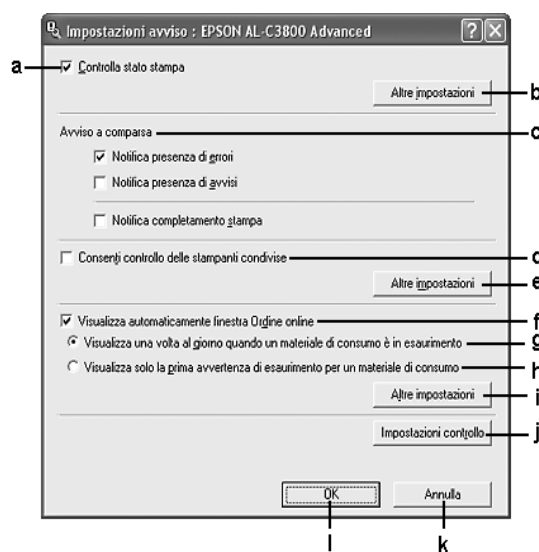 Impostazioni avviso : EPSON AL-C3800 Advanced
a
Controlla stato stampa
Altre impostazioni
b
Avviso a comparsa
c
Notifica presenza di errori
Notifica presenza di avvisi
Notifica completamento stampa
Consenti controllo delle stampanti condivise
d
Altre impostazioni
e
Visualizza automaticamente finestra Ordine online
f
Visualizza una volta al giorno quando un materiale di consumo è in esaurimento
g
Visualizza solo la prima avvertenza di esaurimento per un materiale di consumo
h
Altre impostazioni
i
Impostazioni controllo
j
OK
Annulla
l
k